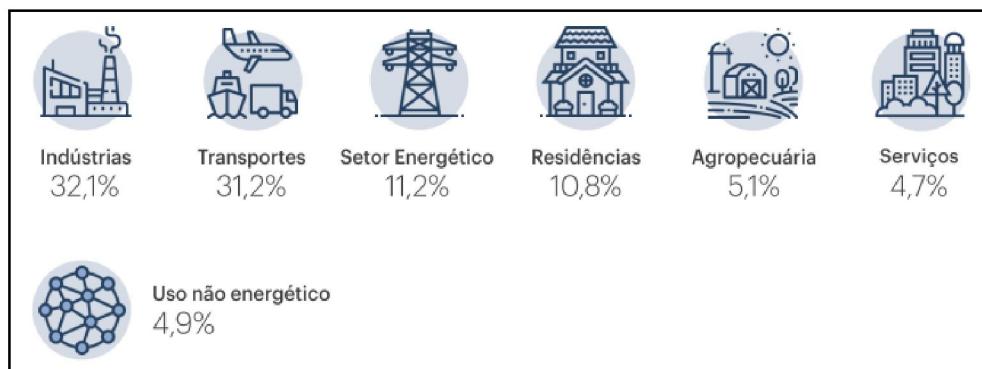 Indústrias
32,1%
Transportes
31,2%
Setor Energético
11,2%
Residências
10,8%
Agropecuária
5,1%
Serviços
4,7%
Uso não energético
4,9%